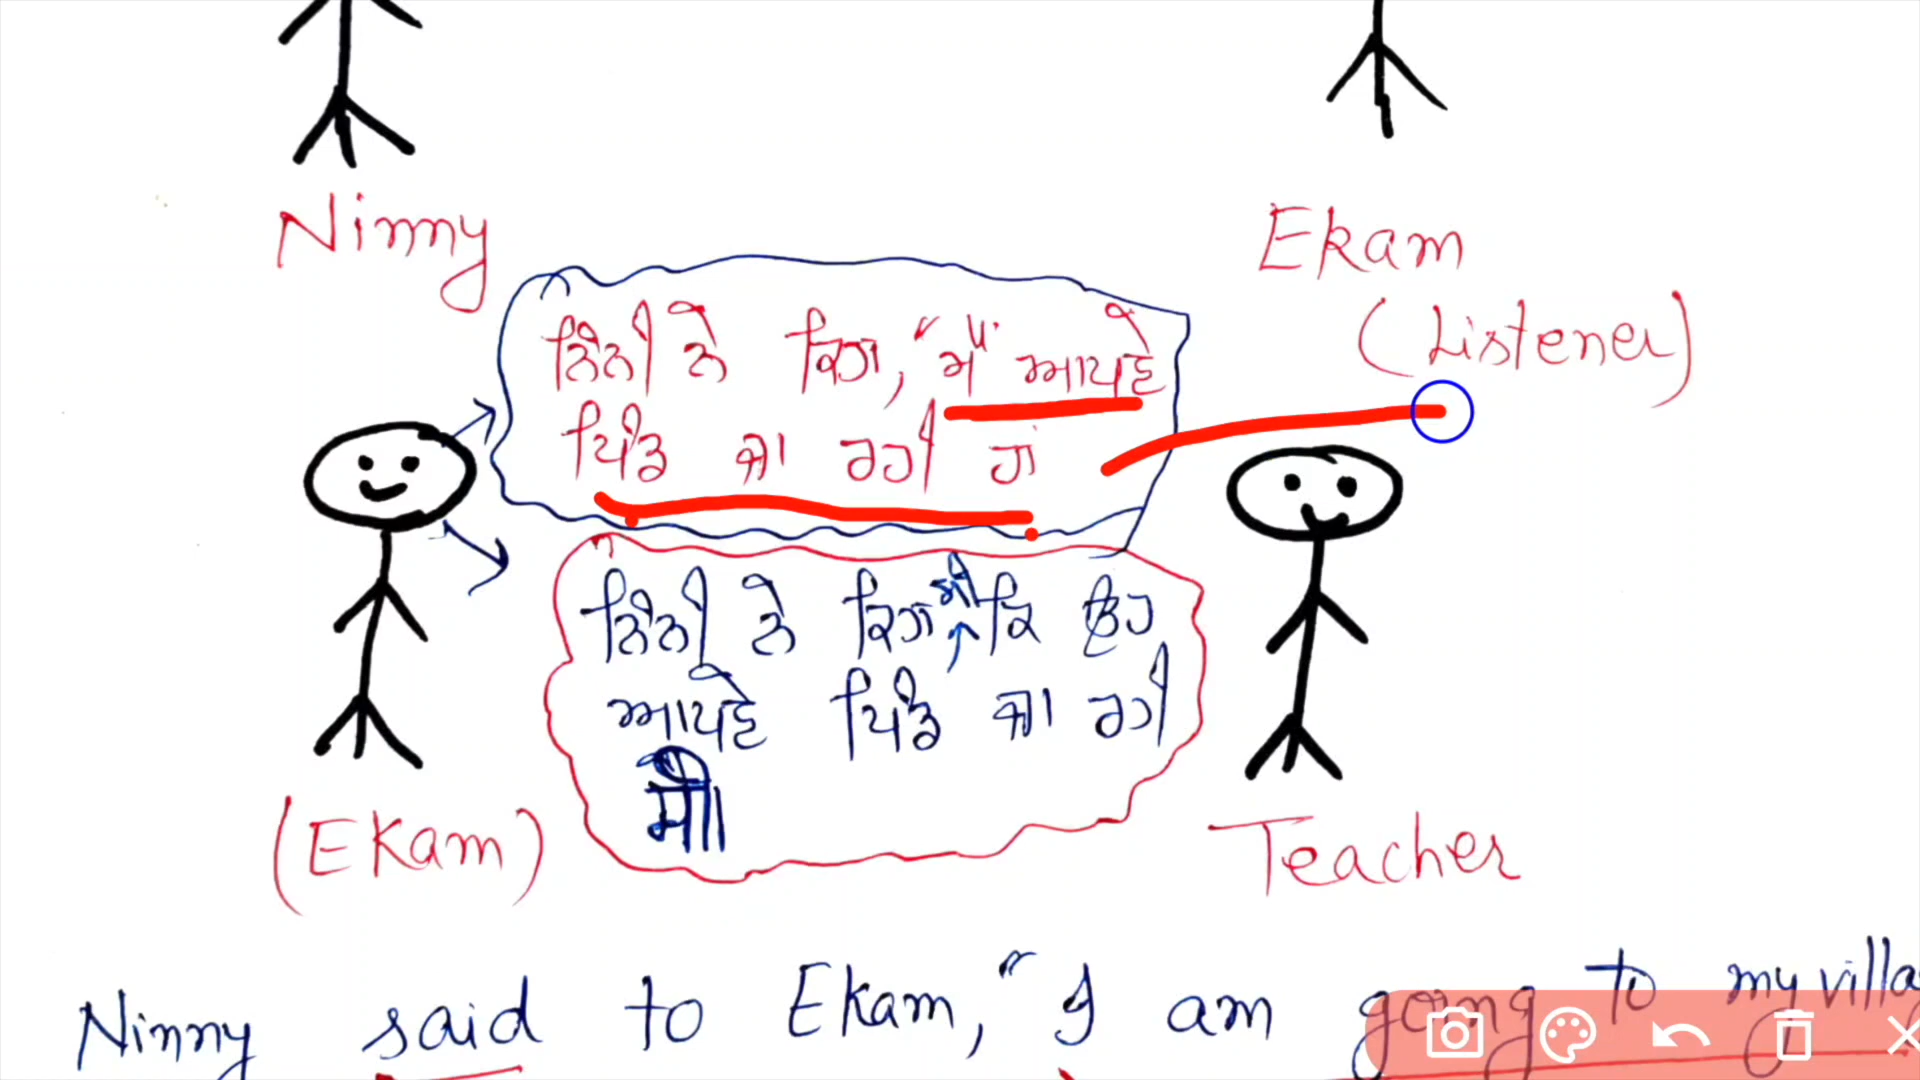 Ninny
Ekam
(Listener)
ਨਿੰਨੀ ਨੇ ਕਿਹਾ, "ਮੈਂ ਆਪਣੇ
ਪਿੰਡ ਜਾ ਰਹੀ ਹਾਂ
ਨਿੰਨੀ ਨੇ ਕਿਹਾ ਸੀ ਕਿ ਉਹ
ਆਪਣੇ ਪਿੰਡ ਜਾ ਰਹੀ
ਸੀ।
(Ekam)
Teacher
Ninny said to Ekam, "I am going to my villa